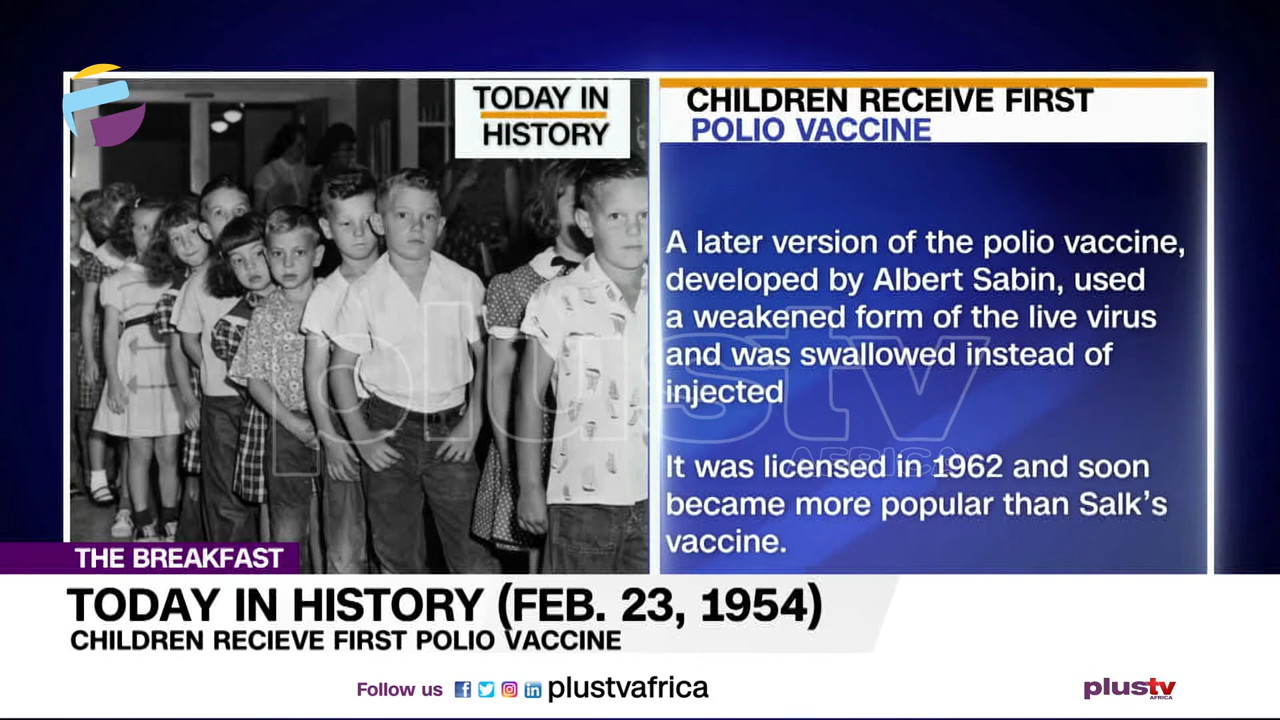 TODAY IN
HISTORY
CHILDREN RECEIVE FIRST
POLIO VACCINE
A later version of the polio vaccine,
developed by Albert Sabin, used
a weakened form of the live virus
and was swallowed instead of
injected
It was licensed in 1962 and soon
became more popular than Salk's
vaccine.
plustv
AFRICA
THE BREAKFAST
TODAY IN HISTORY (FEB. 23, 1954)
CHILDREN RECIEVE FIRST POLIO VACCINE
Follow us plustvafrica
plustv
AFRICA